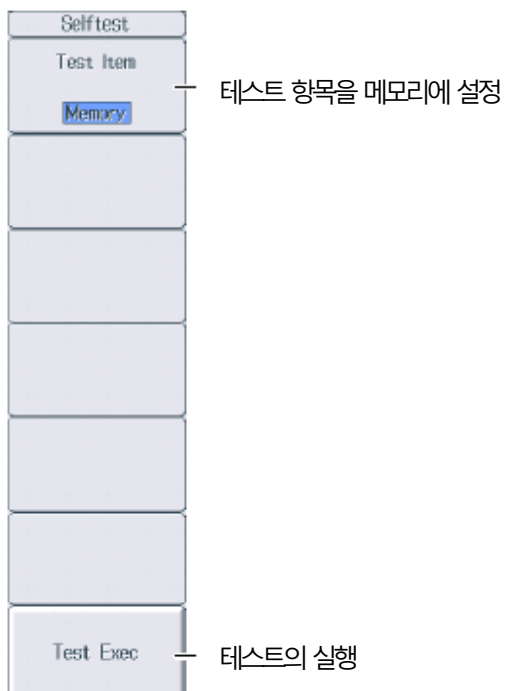 Selftest
Test Item
테스트 항목을 메모리에 설정
Memory
Test Exec
테스트의 실행